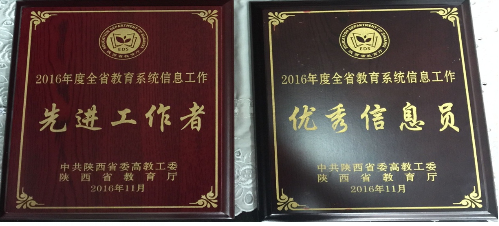 2016年度全省教育系统信息工作
先进工作者
中共陕西省委高教工委
陕西省教育厅
2016年11月
2016年度全省教育系统信息工作
优秀信息员
中共陕西省委高教工委
陕西省教育厅
2016年11月